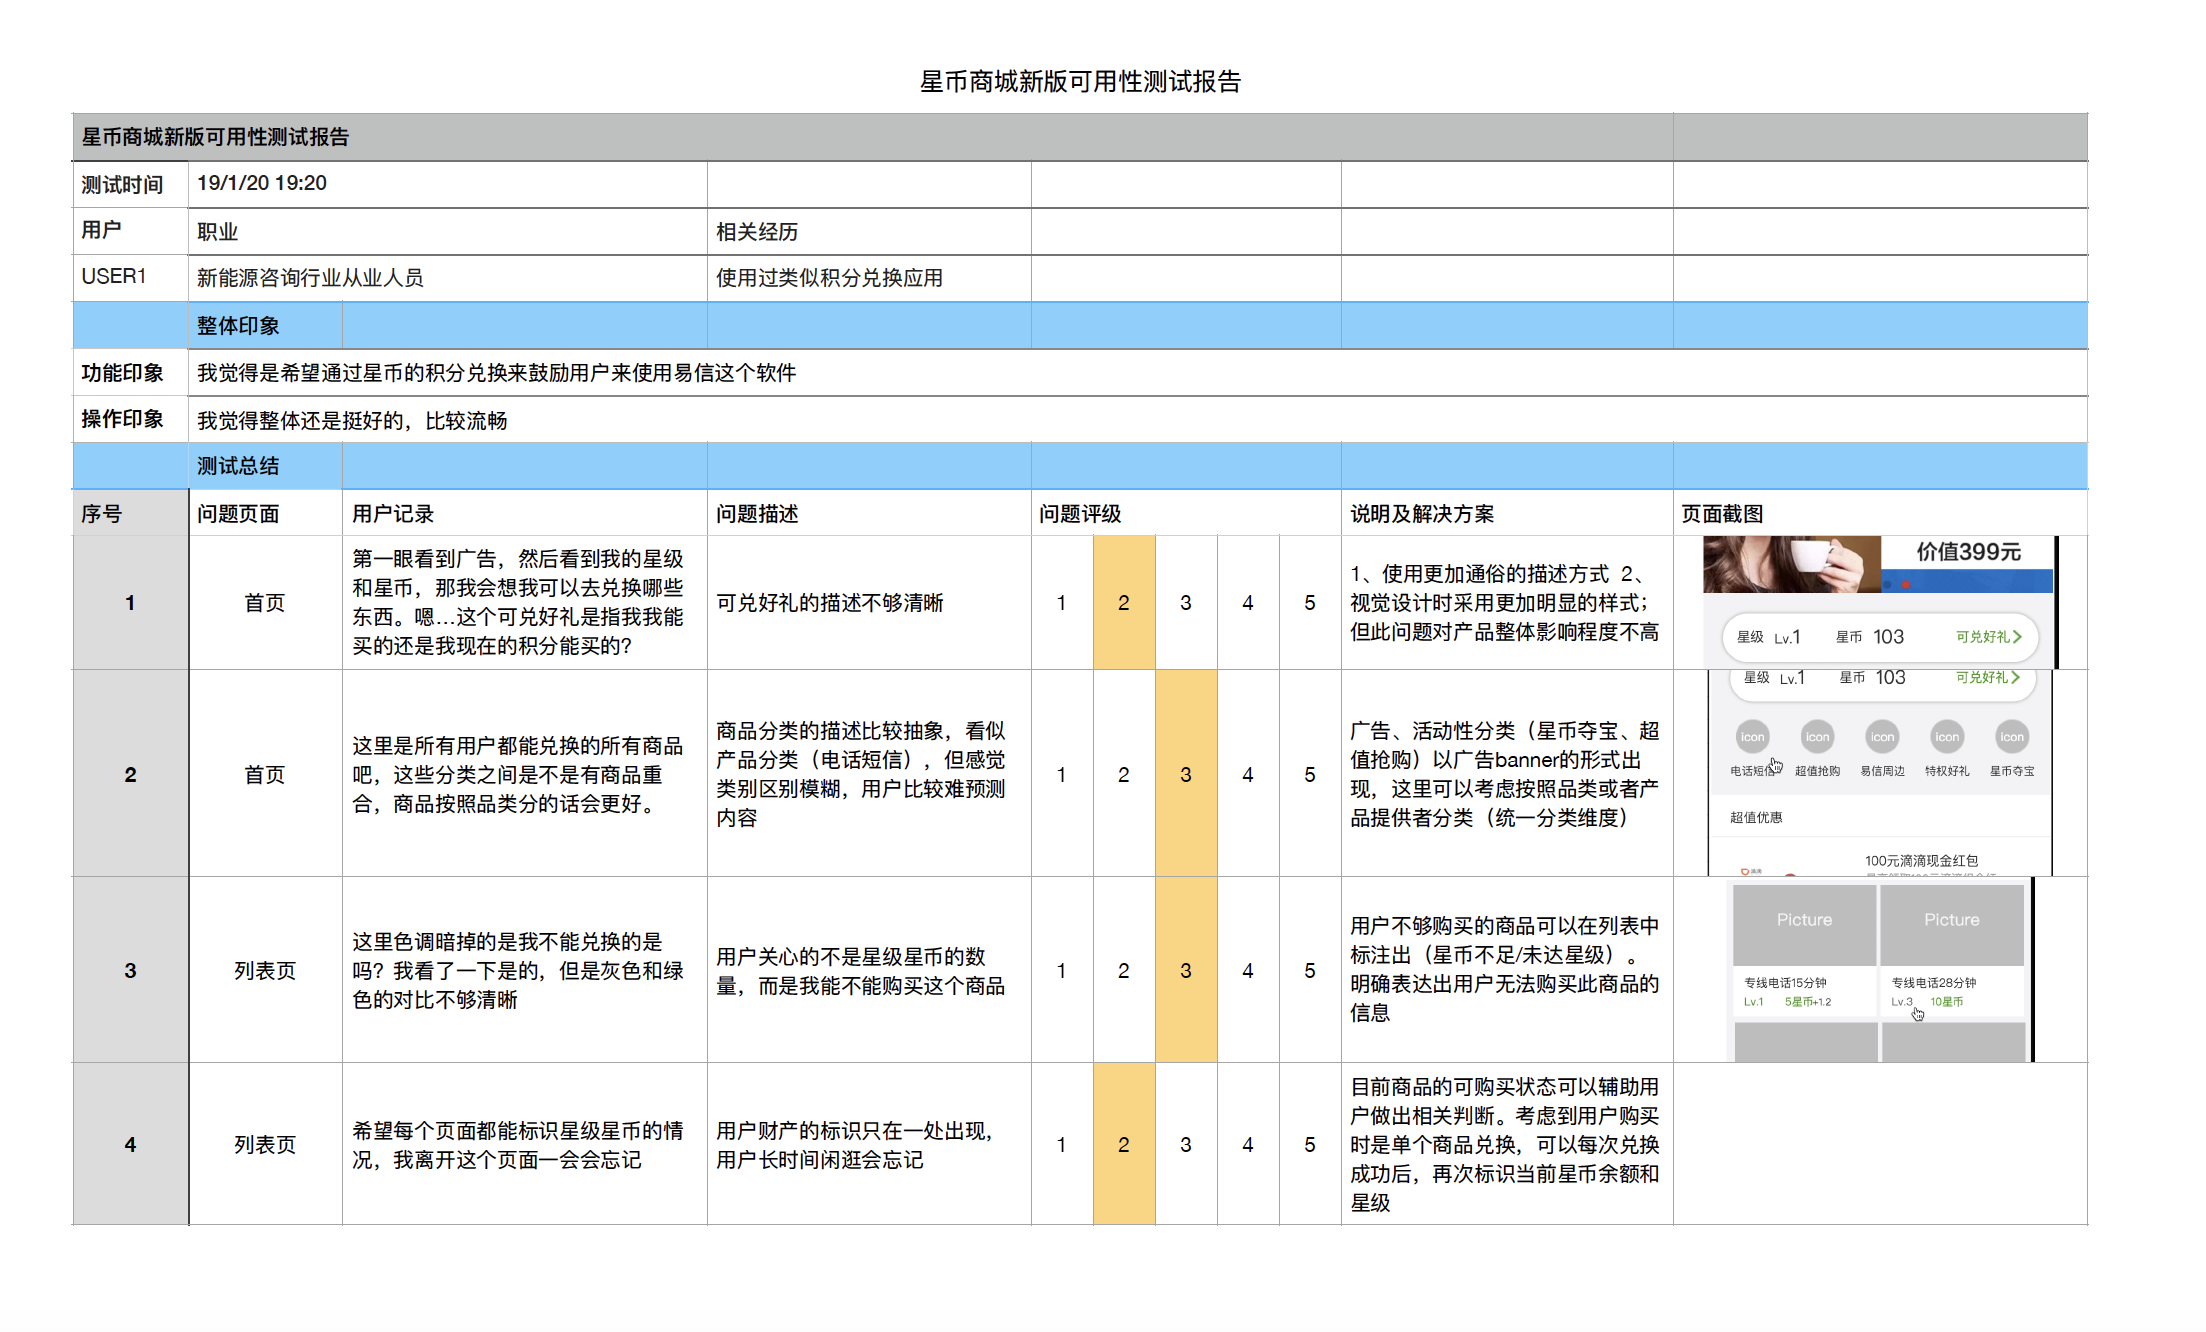 星币商城新版可用性测试报告
星币商城新版可用性测试报告
测试时间 19/1/20 19:20
用户 职业 相关经历
USER1 新能源咨询行业从业人员 使用过类似积分兑换应用
整体印象
功能印象 我觉得是希望通过星币的积分兑换来鼓励用户来使用易信这个软件
操作印象 我觉得整体还是挺好的，比较流畅
测试总结
序号 问题页面 用户记录 问题描述 问题评级 说明及解决方案 页面截图
1
首页
第一眼看到广告，然后看到我的星级
和星币，那我会想我可以去兑换哪些
东西。嗯…这个可兑好礼是指我我能
买的还是我现在的积分能买的？
可兑好礼的描述不够清晰
1 2 3 4 5
1、使用更加通俗的描述方式 2、
视觉设计时采用更加明显的样式；
但此问题对产品整体影响程度不高
价值399元
星级 Lv.1 星币 103 可兑好礼
2
首页
这里是所有用户都能兑换的所有商品
吧，这些分类之间是不是有商品重
合，商品按照品类分的话会更好。
商品分类的描述比较抽象，看似
产品分类（电话短信），但感觉
类别区别模糊，用户比较难预测
内容
1 2 3 4 5
广告、活动性分类（星币夺宝、超
值抢购）以广告banner的形式出
现，这里可以考虑按照品类或者产
品提供者分类（统一分类维度）
星级 Lv.1 星币 103 可兑好礼
icon icon icon icon icon
电话短信 超值抢购 易信周边 特权好礼 星币夺宝
超值优惠
100元滴滴现金红包
3
列表页
这里色调暗掉的是我不能兑换的是
吗？我看了一下是的，但是灰色和绿
色的对比不够清晰
用户关心的不是星级星币的数
量，而是我能不能购买这个商品
1 2 3 4 5
用户不够购买的商品可以在列表中
标注出（星币不足/未达星级）。
明确表达出用户无法购买此商品的
信息
Picture Picture
专线电话15分钟 专线电话28分钟
Lv.1 5星币+1.2 Lv.3 10星币
4
列表页
希望每个页面都能标识星级星币的情
况，我离开这个页面一会会忘记
用户财产的标识只在一处出现，
用户长时间闲逛会忘记
1 2 3 4 5
目前商品的可购买状态可以辅助用
户做出相关判断。考虑到用户购买
时是单个商品兑换，可以每次兑换
成功后，再次标识当前星币余额和
星级